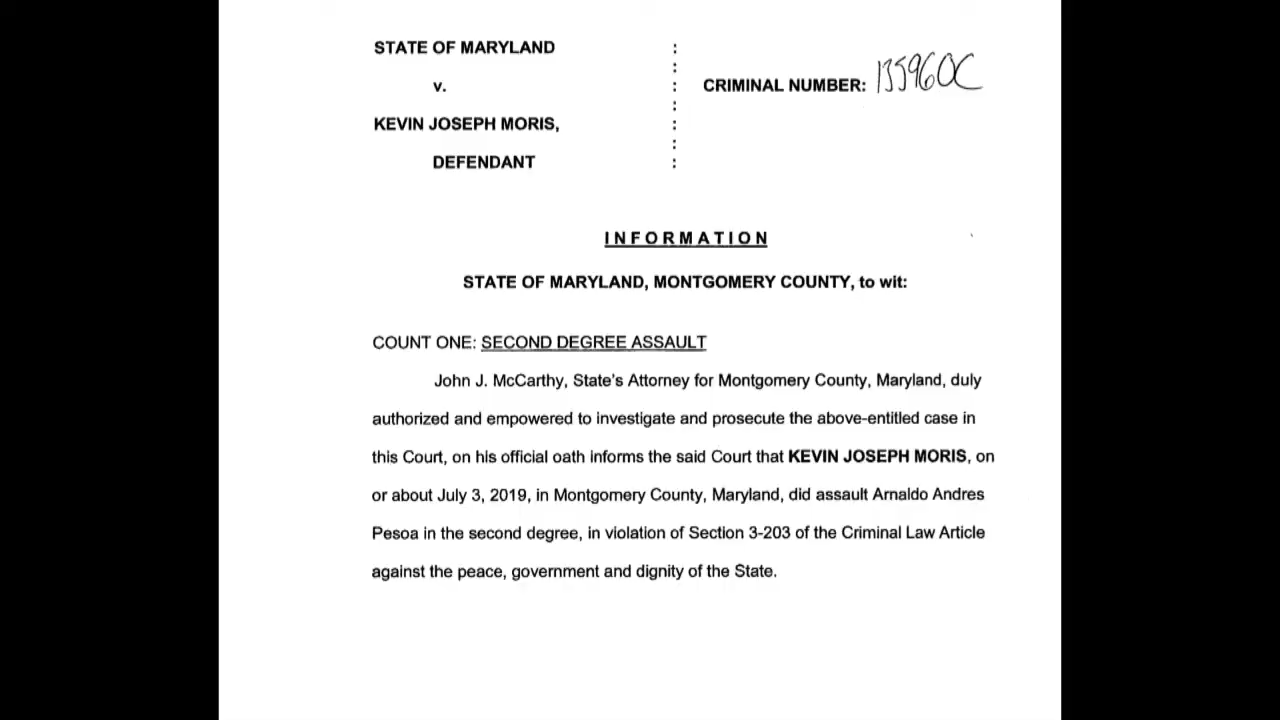 STATE OF MARYLAND :
:
v. : CRIMINAL NUMBER: 135960C
:
KEVIN JOSEPH MORIS, :
:
DEFENDANT :
I N F O R M A T I O N
STATE OF MARYLAND, MONTGOMERY COUNTY, to wit:
COUNT ONE: SECOND DEGREE ASSAULT
John J. McCarthy, State's Attorney for Montgomery County, Maryland, duly
authorized and empowered to investigate and prosecute the above-entitled case in
this Court, on his official oath informs the said Court that KEVIN JOSEPH MORIS, on
or about July 3, 2019, in Montgomery County, Maryland, did assault Arnaldo Andres
Pesoa in the second degree, in violation of Section 3-203 of the Criminal Law Article
against the peace, government and dignity of the State.